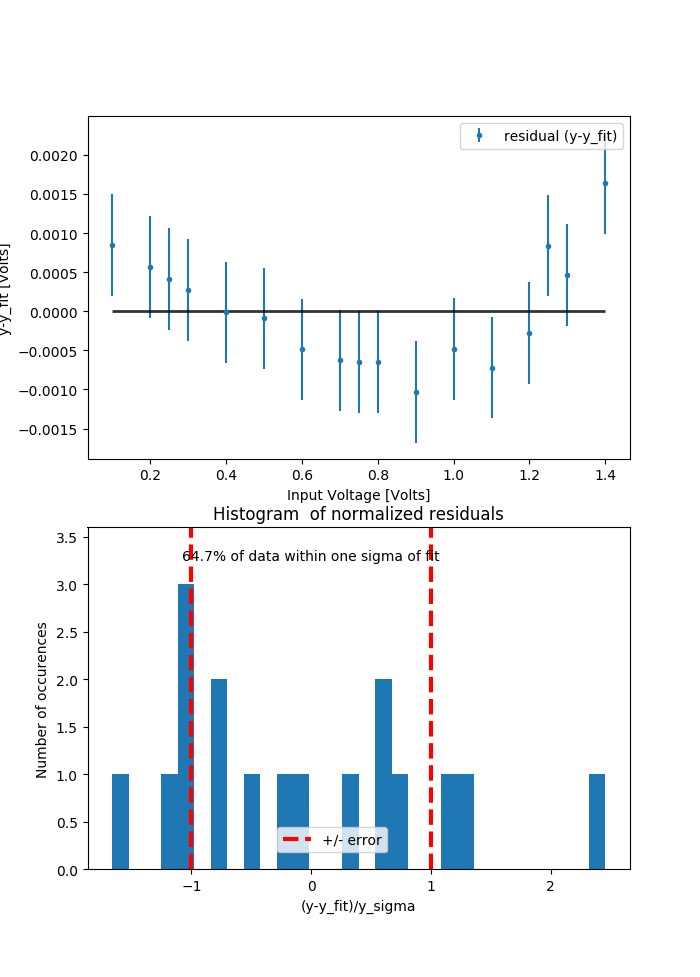 residual (y-y_fit)
0.0020
0.0015
0.0010
0.0005
0.0000
−0.0005
−0.0010
−0.0015
y-y_fit [Volts]
0.2 0.4 0.6 0.8 1.0 1.2 1.4
Input Voltage [Volts]
Histogram  of normalized residuals
64.7% of data within one sigma of fit
3.5
3.0
2.5
2.0
1.5
1.0
0.5
0.0
Number of occurences
+/- error
−1 0 1 2
(y-y_fit)/y_sigma